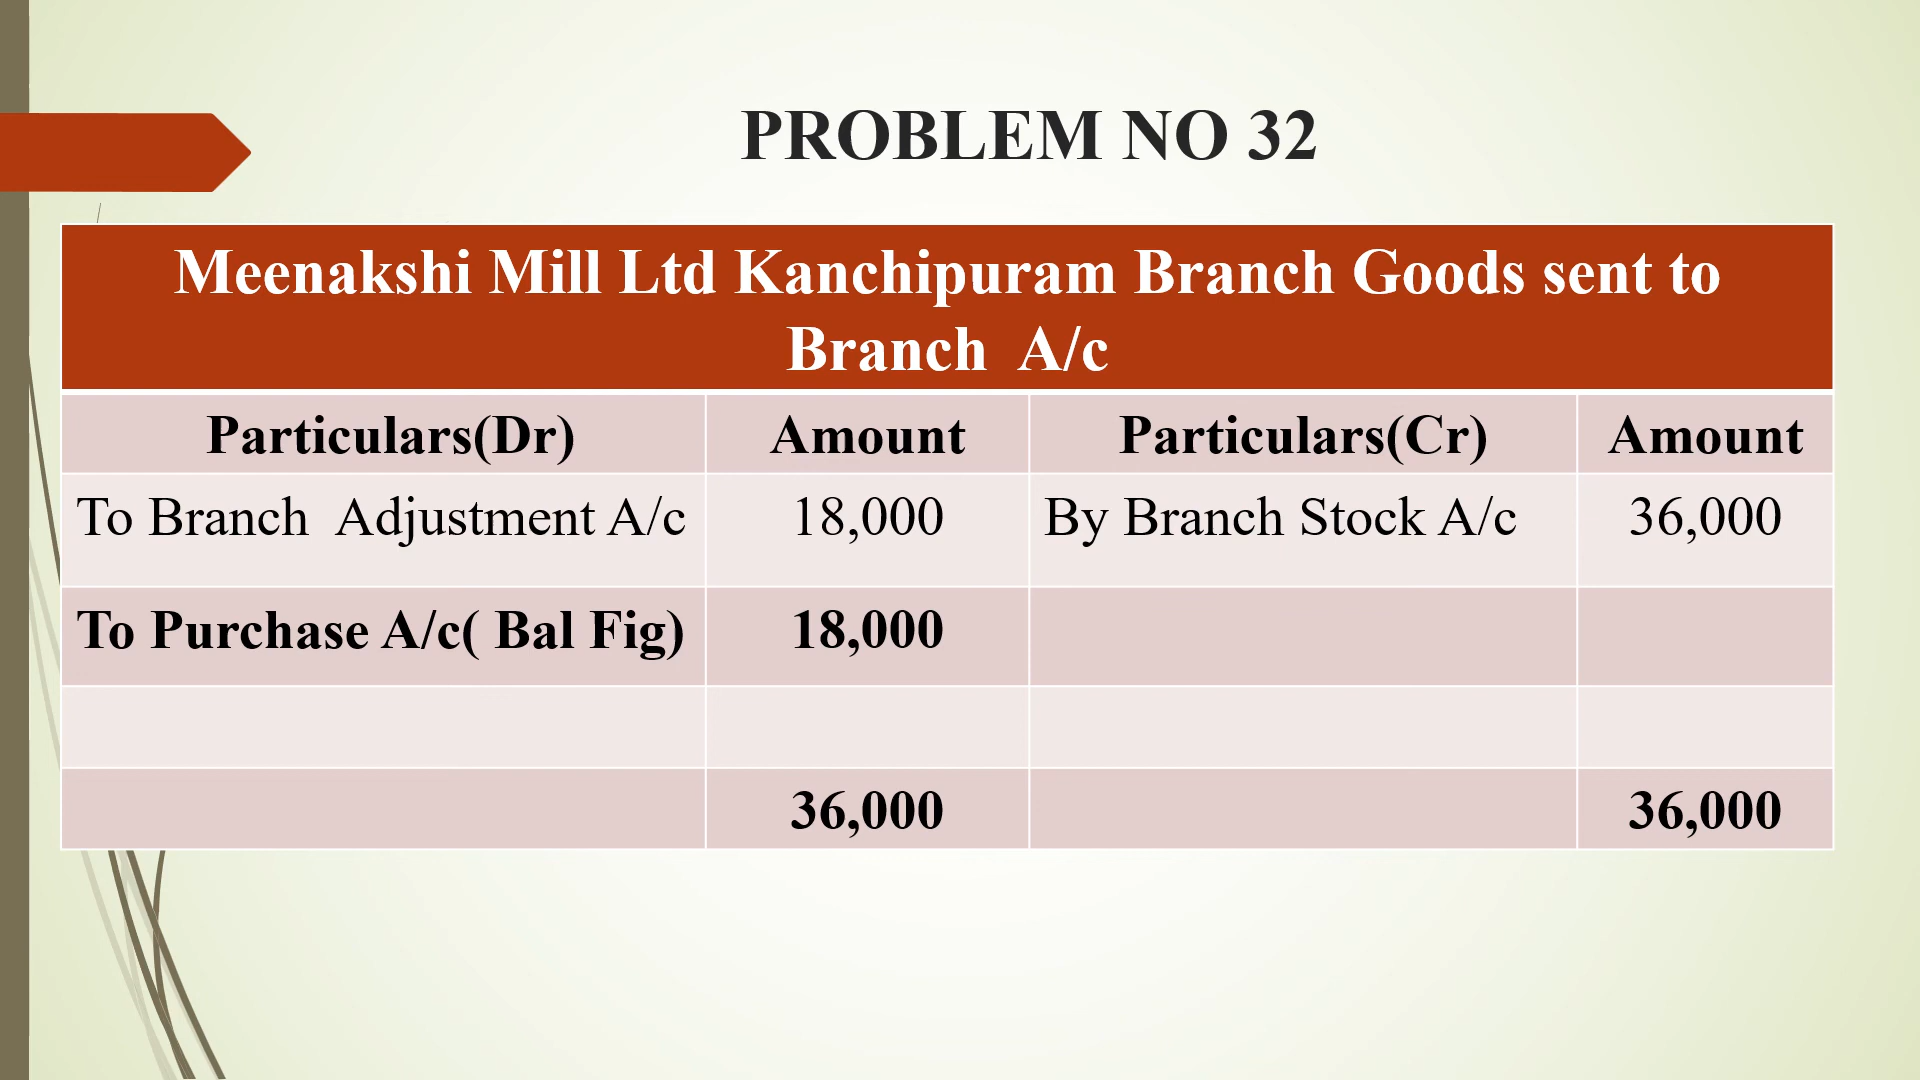 PROBLEM NO 32
Meenakshi Mill Ltd Kanchipuram Branch Goods sent to
Branch A/c
Particulars(Dr) Amount Particulars(Cr) Amount
To Branch Adjustment A/c 18,000 By Branch Stock A/c 36,000
To Purchase A/c( Bal Fig) 18,000
36,000 36,000